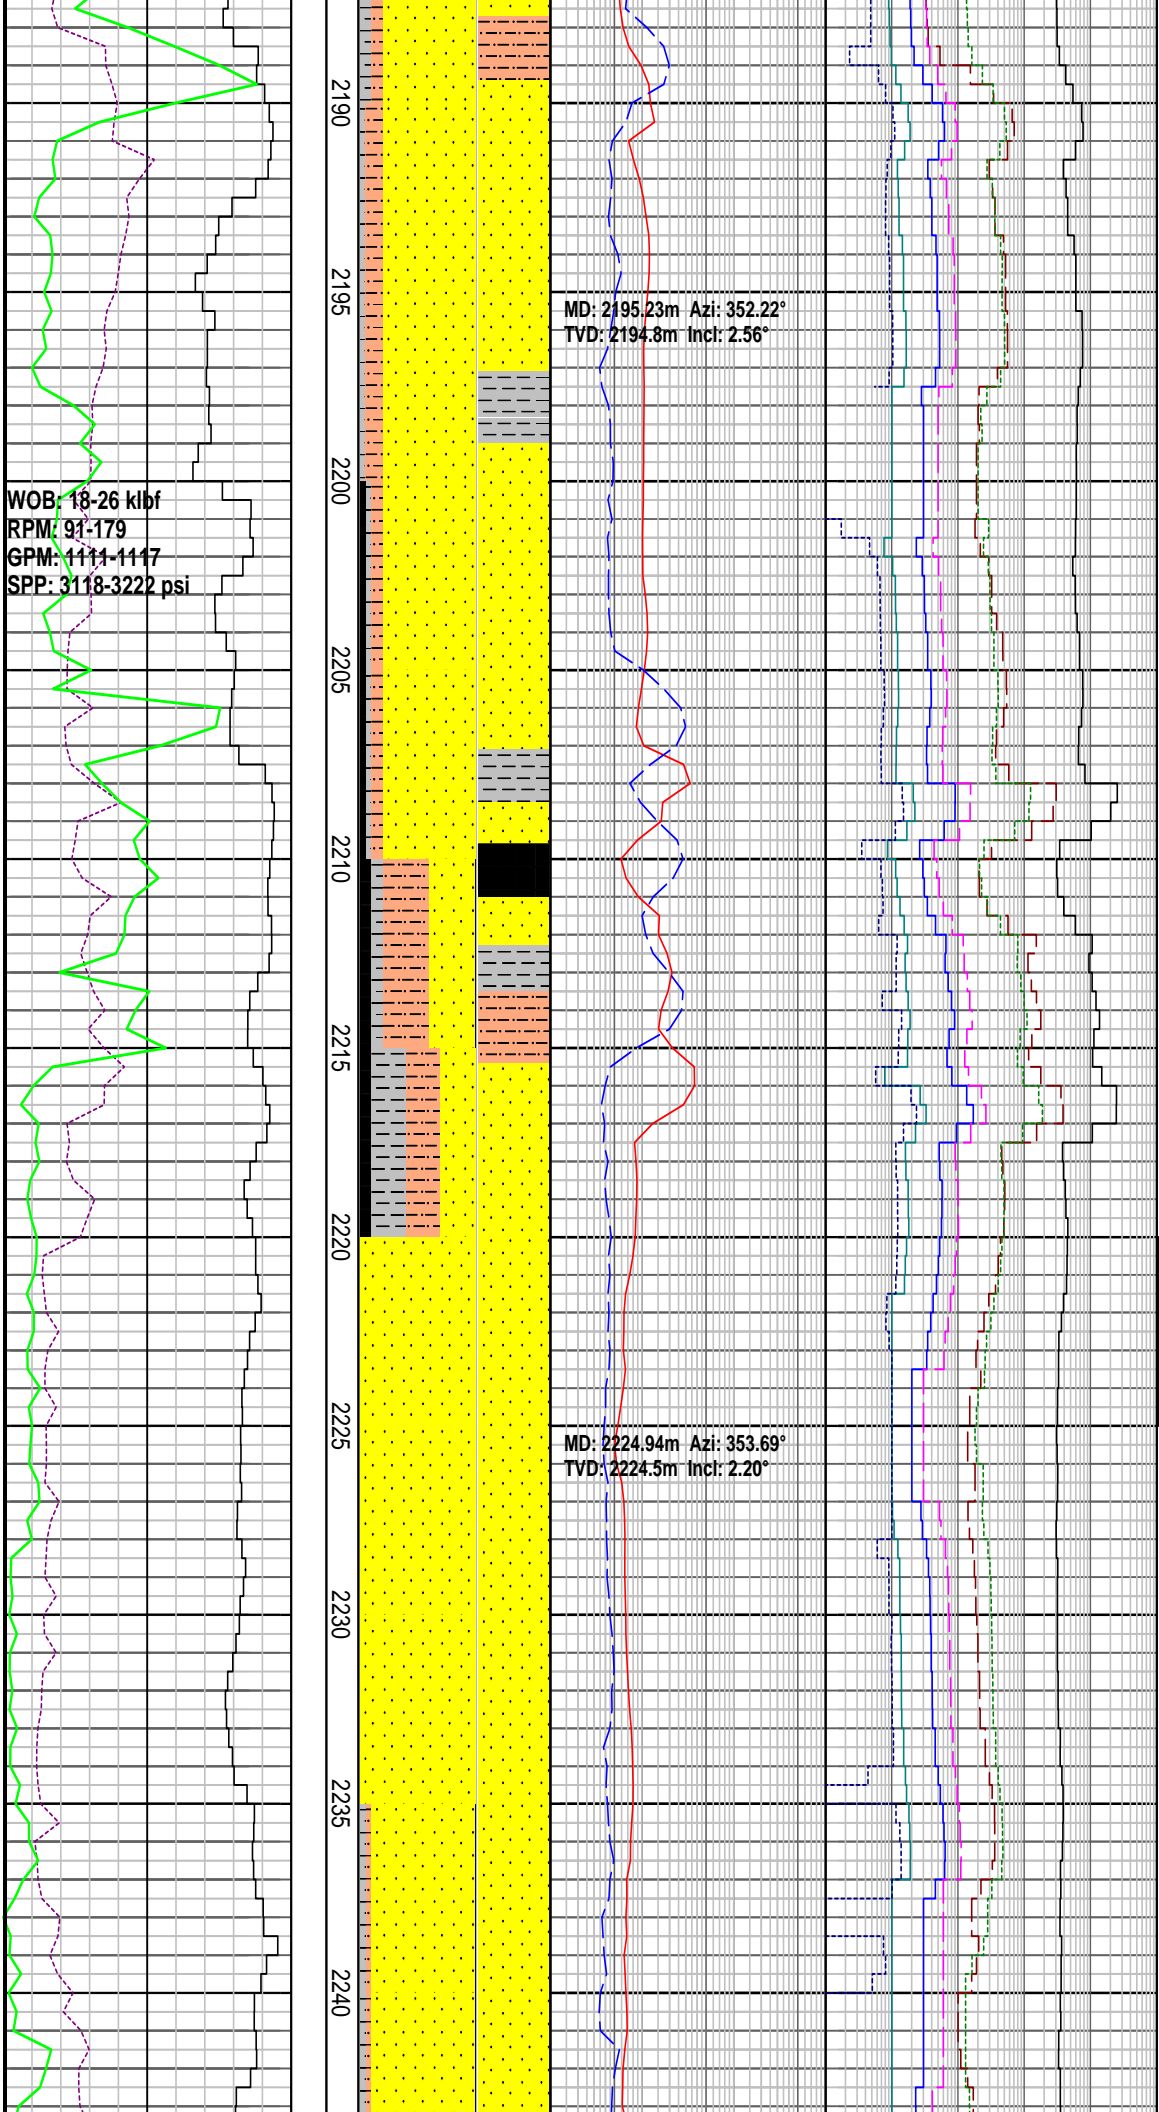 2190
2195
MD: 2195.23m Azi: 352.22°
TVD: 2194.8m Incl: 2.56°
2200
WOB: 18-26 klbf
RPM: 91-179
GPM: 1111-1117
SPP: 3118-3222 psi
2205
2210
2215
2220
2225
MD: 2224.94m Azi: 353.69°
TVD: 2224.5m Incl: 2.20°
2230
2235
2240